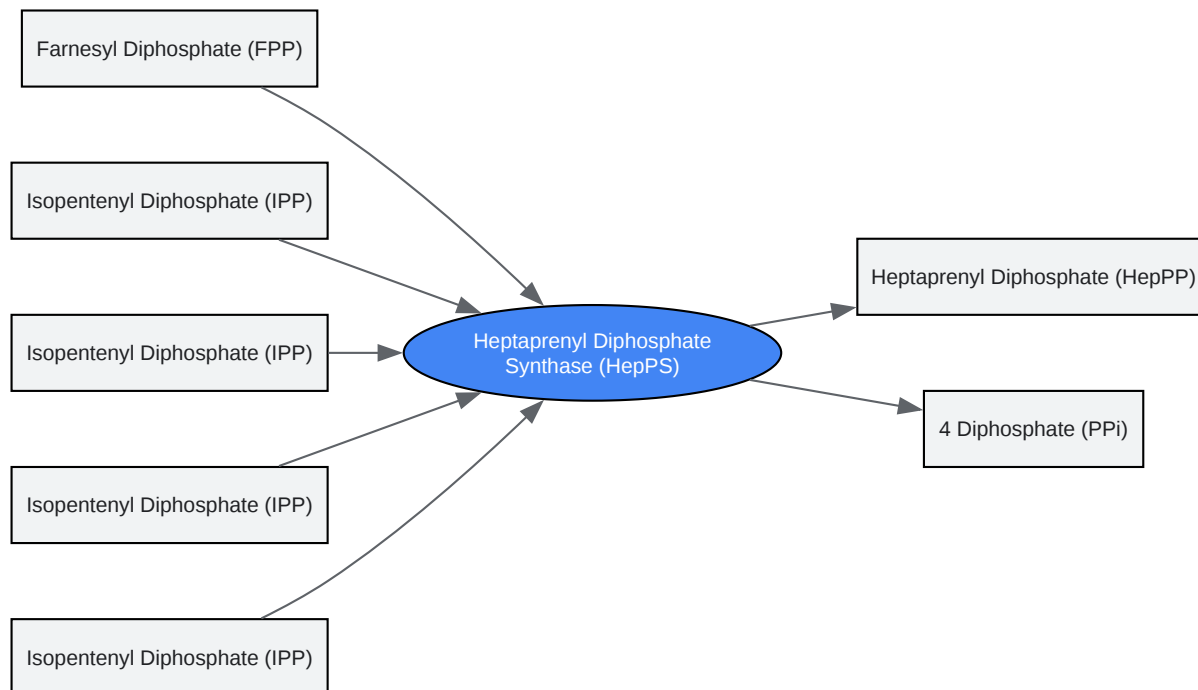 Farnesyl Diphosphate (FPP)
Isopentenyl Diphosphate (IPP)
Isopentenyl Diphosphate (IPP)
Isopentenyl Diphosphate (IPP)
Isopentenyl Diphosphate (IPP)
Heptaprenyl Diphosphate
Synthase (HepPS)
Heptaprenyl Diphosphate (HepPP)
4 Diphosphate (PPi)